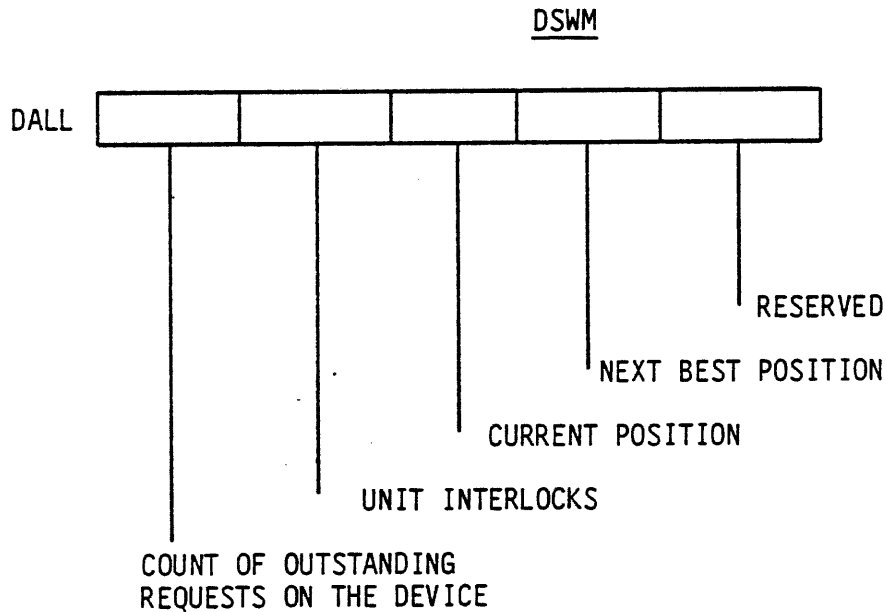 DSWM
DALL
RESERVED
NEXT BEST POSITION
CURRENT POSITION
UNIT INTERLOCKS
COUNT OF OUTSTANDING
REQUESTS ON THE DEVICE